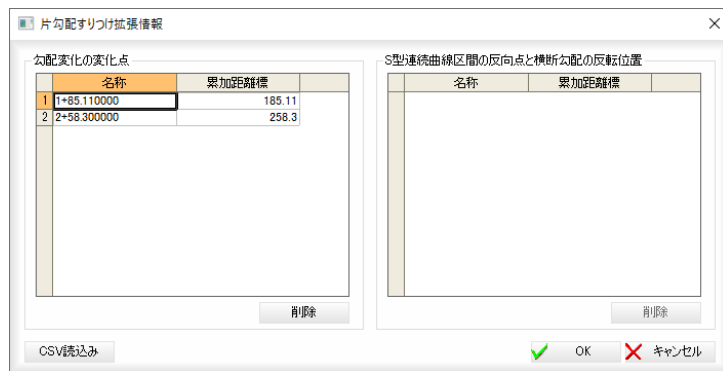 片勾配すりつけ拡張情報
勾配変化の変化点
名称 累加距離標
1 1+85.110000 185.11
2 2+58.300000 258.3
削除
S型連続曲線区間の反向点と横断勾配の反転位置
名称 累加距離標
削除
CSV読込み
OK
キャンセル